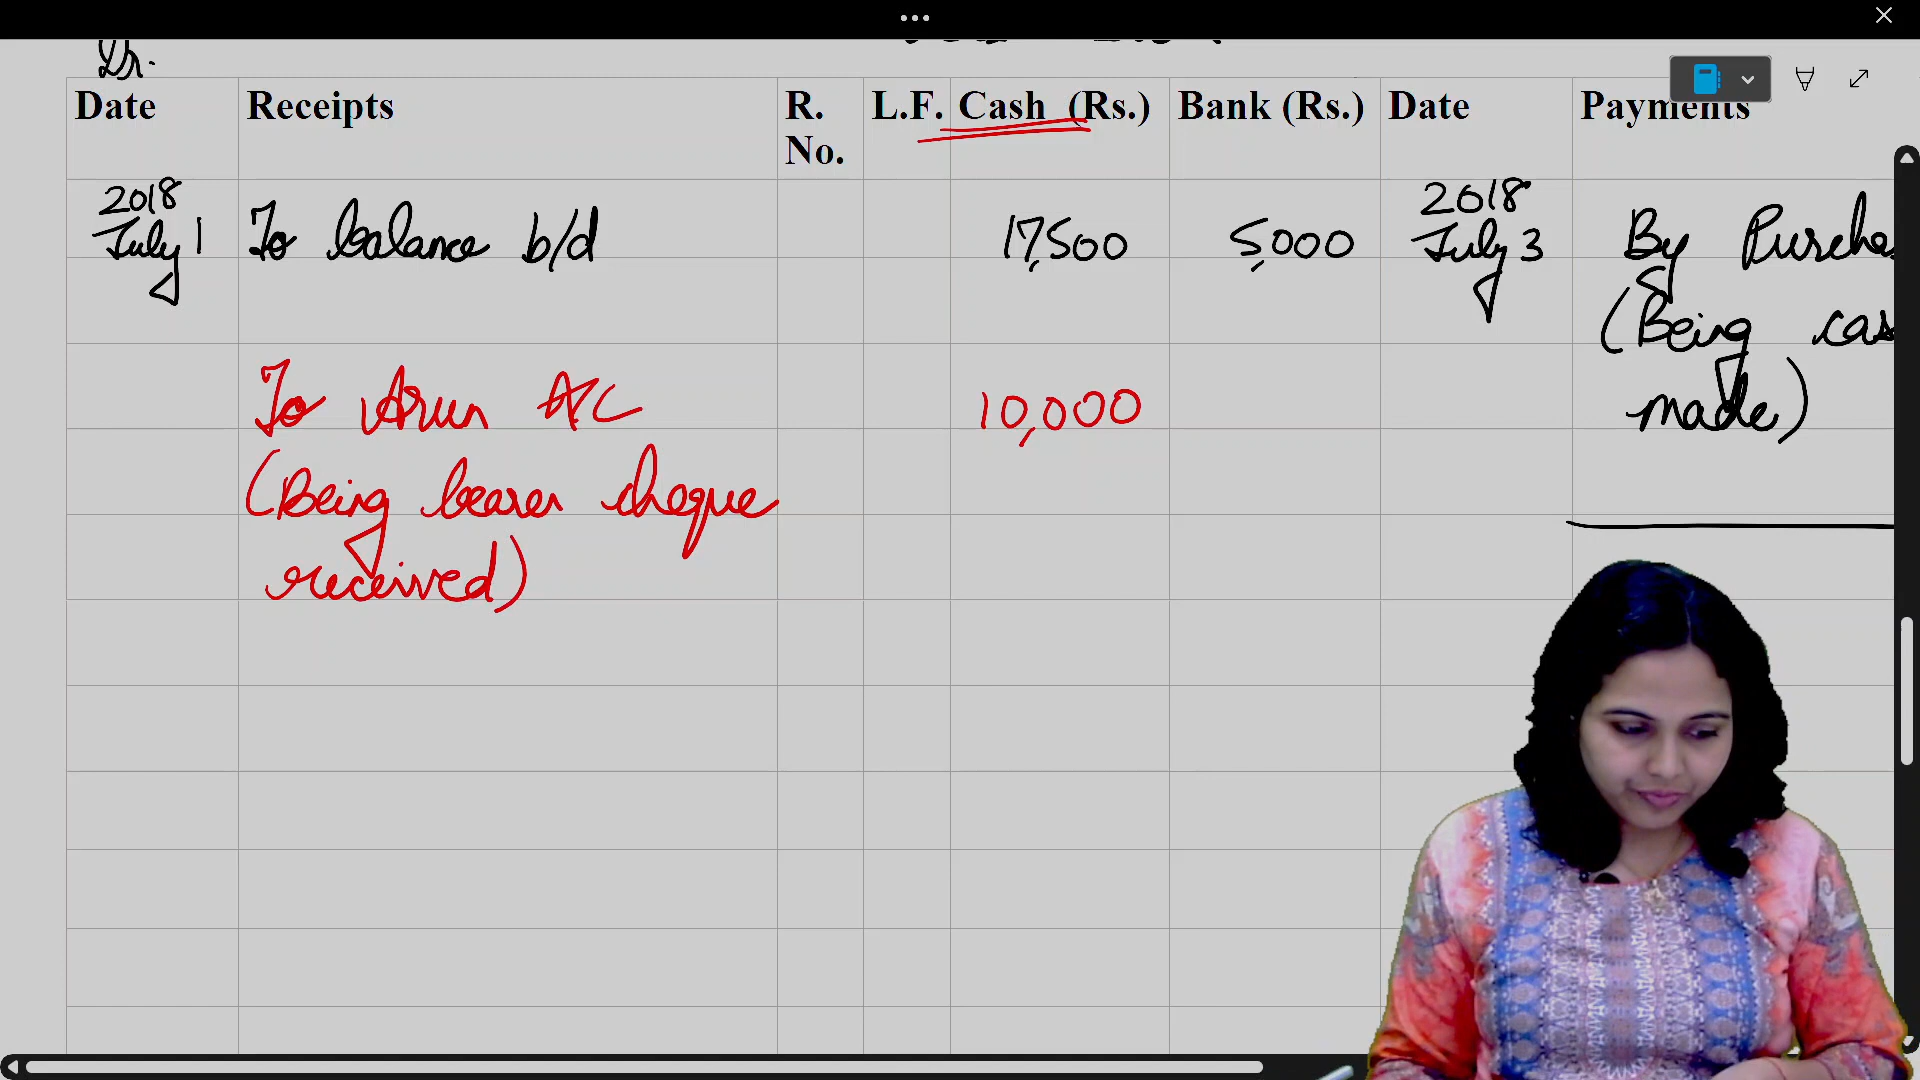 Dr.
Date Receipts R. No. L.F. Cash (Rs.) Bank (Rs.) Date Payments
2018 2018
July 1 To balance b/d 17,500 5,000 July 3 By Purcha
(Being cas
To Arun A/C 10,000 made)
(Being bearer cheque
received)